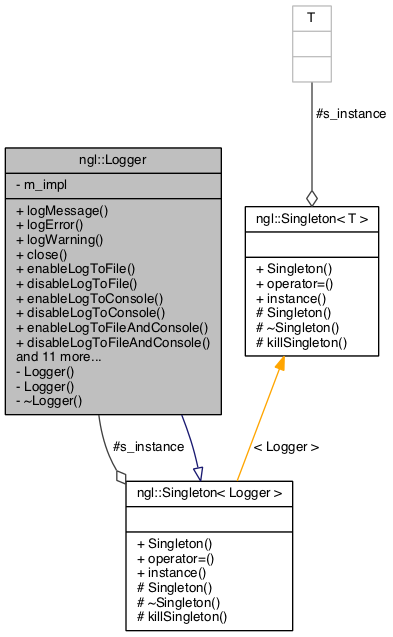 T
#s_instance
ngl::Logger
- m_impl
+ logMessage()
+ logError()
+ logWarning()
+ close()
+ enableLogToFile()
+ disableLogToFile()
+ enableLogToConsole()
+ disableLogToConsole()
+ enableLogToFileAndConsole()
+ disableLogToFileAndConsole()
and 11 more...
- Logger()
- Logger()
- ~Logger()
ngl::Singleton< T >
+ Singleton()
+ operator=()
+ instance()
# Singleton()
# ~Singleton()
# killSingleton()
#s_instance
< Logger >
ngl::Singleton< Logger >
+ Singleton()
+ operator=()
+ instance()
# Singleton()
# ~Singleton()
# killSingleton()